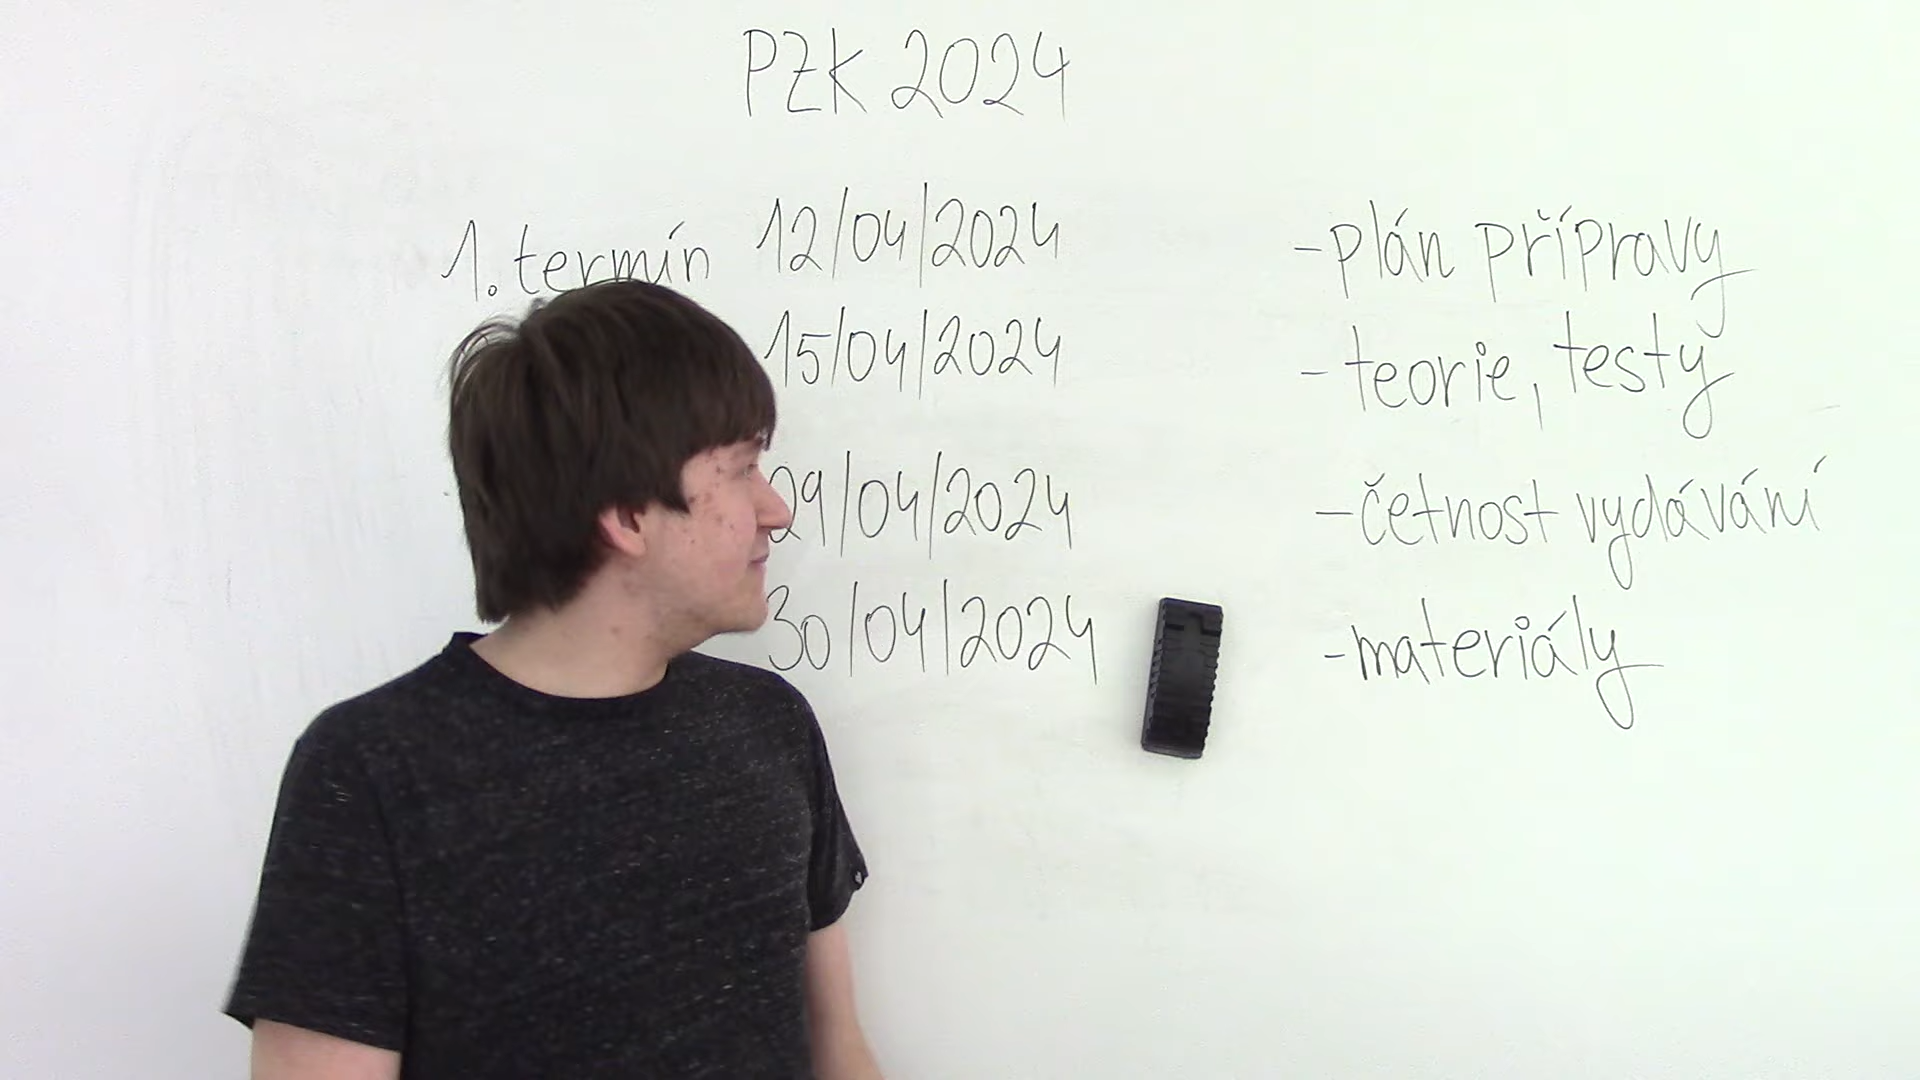 PZK 2024
1. termín 12/04/2024
15/04/2024
29/04/2024
30/04/2024
-plán přípravy
-teorie, testy
-četnost vydávání
-materiály